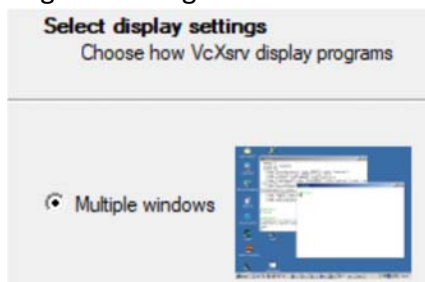 Select display settings
Choose how VcXsrv display programs
Multiple windows